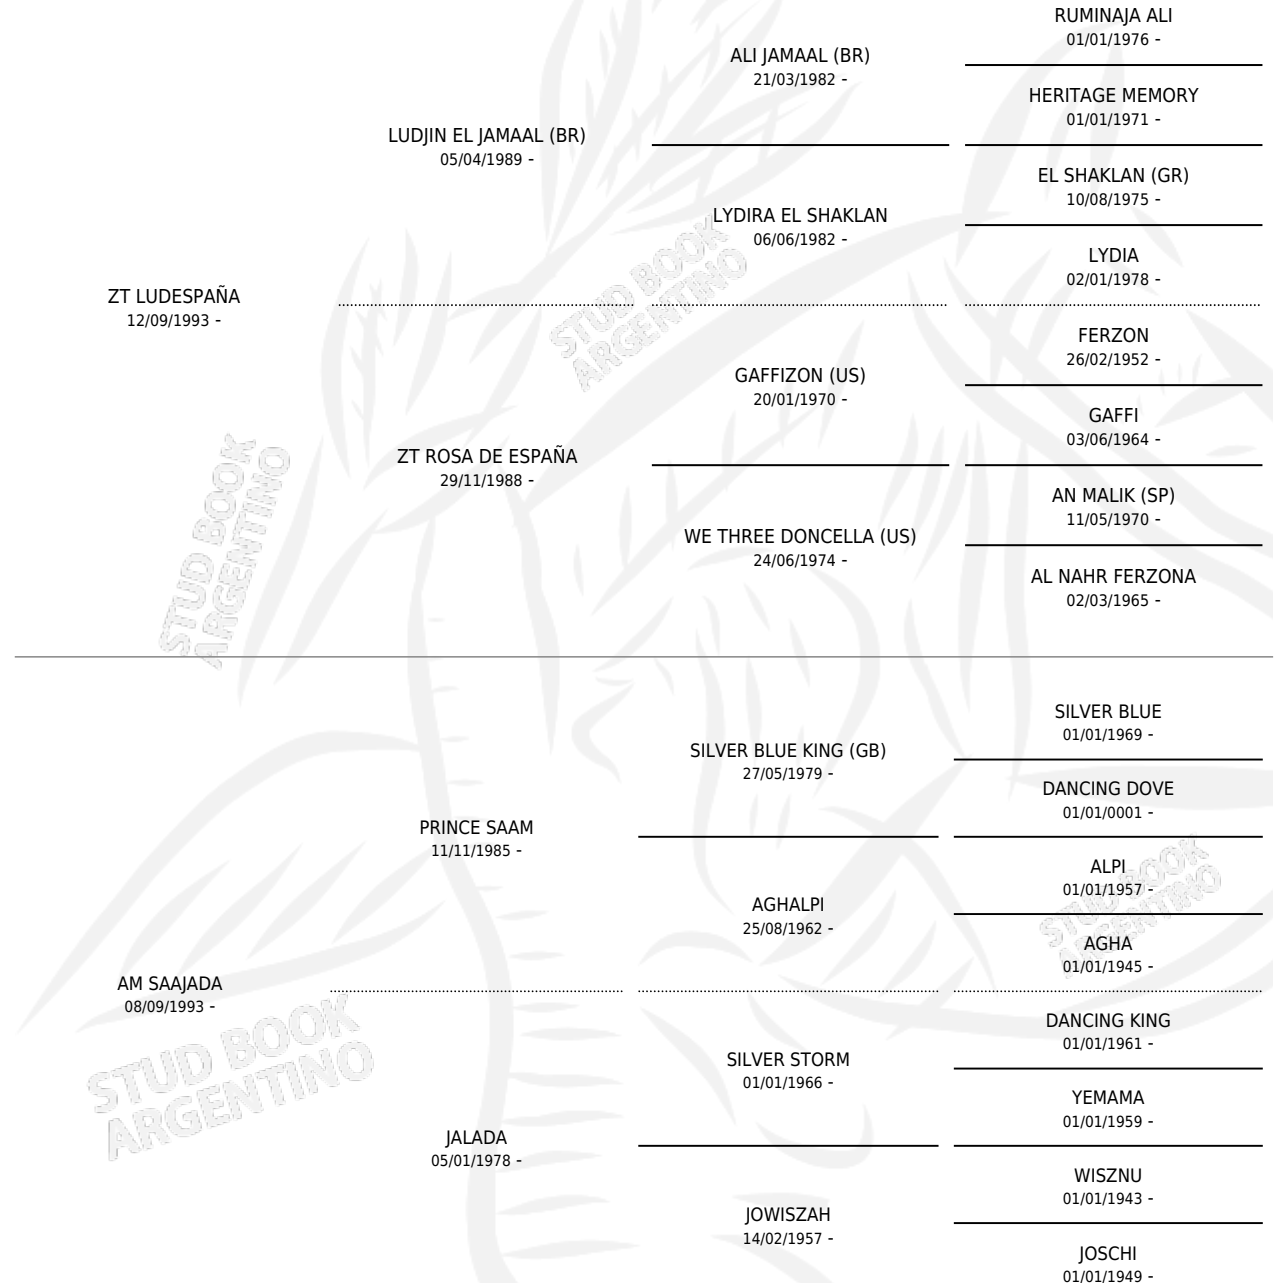 RUMINAJA ALI
01/01/1976 -
ALI JAMAAL (BR)
21/03/1982 -
HERITAGE MEMORY
01/01/1971 -
LUDJIN EL JAMAAL (BR)
05/04/1989 -
EL SHAKLAN (GR)
10/08/1975 -
LYDIRA EL SHAKLAN
06/06/1982 -
LYDIA
02/01/1978 -
ZT LUDESPAÑA
12/09/1993 -
STUD BOOK
ARGENTINO
FERZON
26/02/1952 -
GAFFIZON (US)
20/01/1970 -
GAFFI
03/06/1964 -
ZT ROSA DE ESPAÑA
29/11/1988 -
AN MALIK (SP)
11/05/1970 -
WE THREE DONCELLA (US)
24/06/1974 -
AL NAHR FERZONA
02/03/1965 -
STUD BOOK
ARGENTINO
SILVER BLUE
01/01/1969 -
SILVER BLUE KING (GB)
27/05/1979 -
DANCING DOVE
01/01/0001 -
PRINCE SAAM
11/11/1985 -
ALPI
01/01/1957 -
AGHALPI
25/08/1962 -
AGHA
01/01/1945 -
STUD BOOK
ARGENTINO
AM SAAJADA
08/09/1993 -
DANCING KING
01/01/1961 -
SILVER STORM
01/01/1966 -
YEMAMA
01/01/1959 -
STUD BOOK
ARGENTINO
JALADA
05/01/1978 -
WISZNU
01/01/1943 -
JOWISZAH
14/02/1957 -
JOSCHI
01/01/1949 -